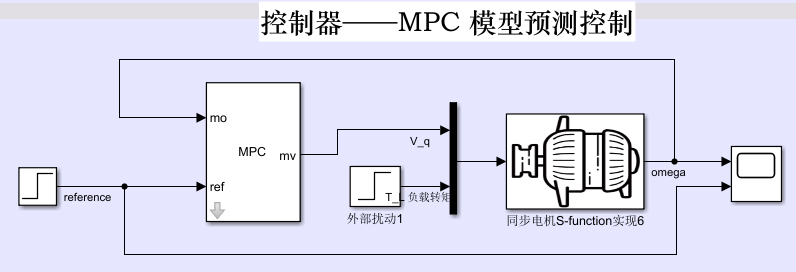 控制器——MPC 模型预测控制
mo
MPC
mv
ref
reference
V_q
T_L 负载转矩
外部扰动1
omega
同步电机S-function实现6